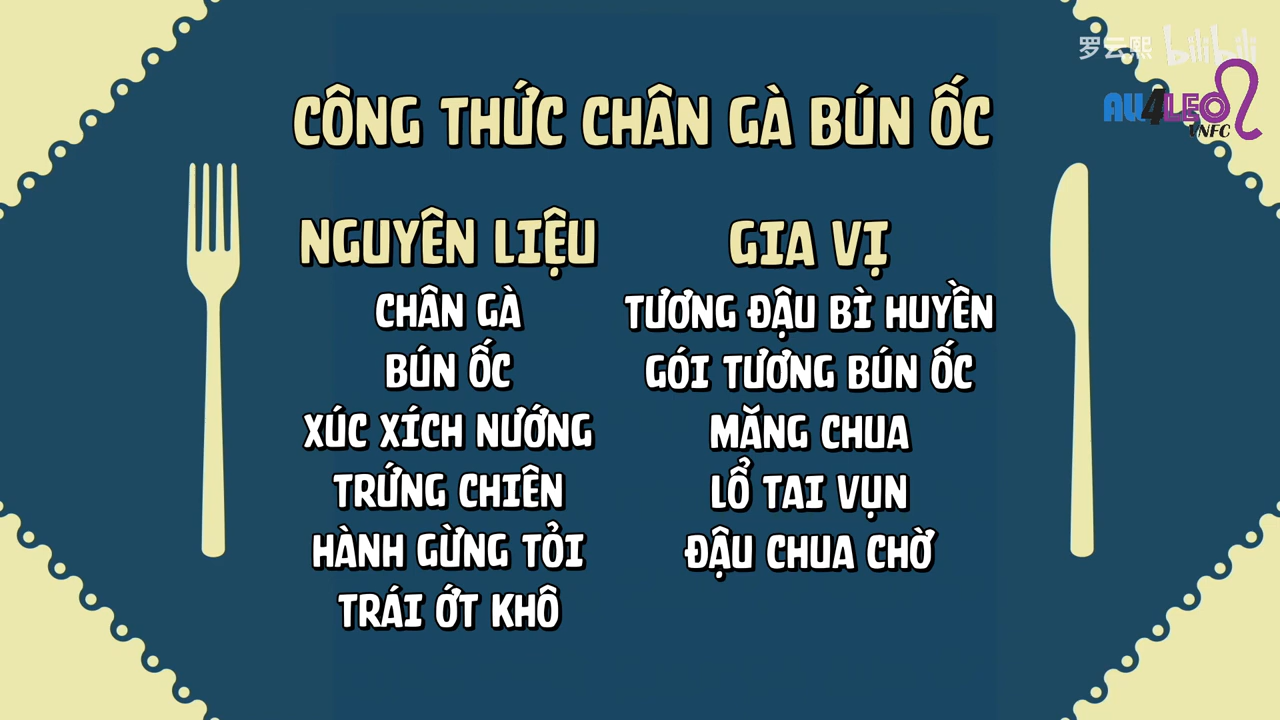 罗云熙 bilibili
AU4LEO
VNFC
CÔNG THỨC CHÂN GÀ BÚN ỐC
NGUYÊN LIỆU
CHÂN GÀ
BÚN ỐC
XÚC XÍCH NƯỚNG
TRỨNG CHIÊN
HÀNH GỪNG TỎI
TRÁI ỚT KHÔ
GIA VỊ
TƯƠNG ĐẬU BÌ HUYỀN
GÓI TƯƠNG BÚN ỐC
MĂNG CHUA
LỔ TAI VỤN
ĐẬU CHUA CHỜ